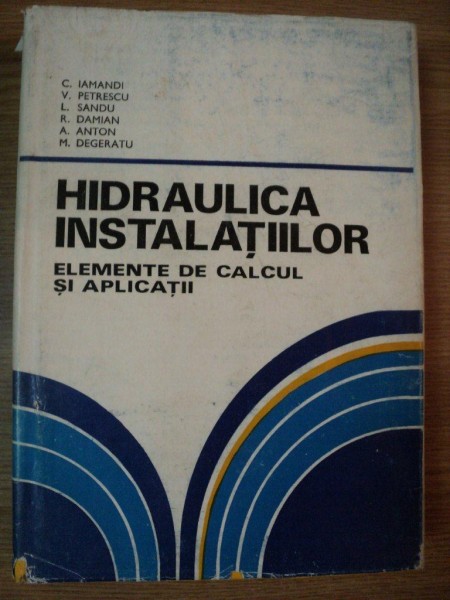 C. IAMANDI
V. PETRESCU
L. SANDU
R. DAMIAN
A. ANTON
M. DEGERATU
HIDRAULICA
INSTALAȚIILOR
ELEMENTE DE CALCUL
ȘI APLICAȚII